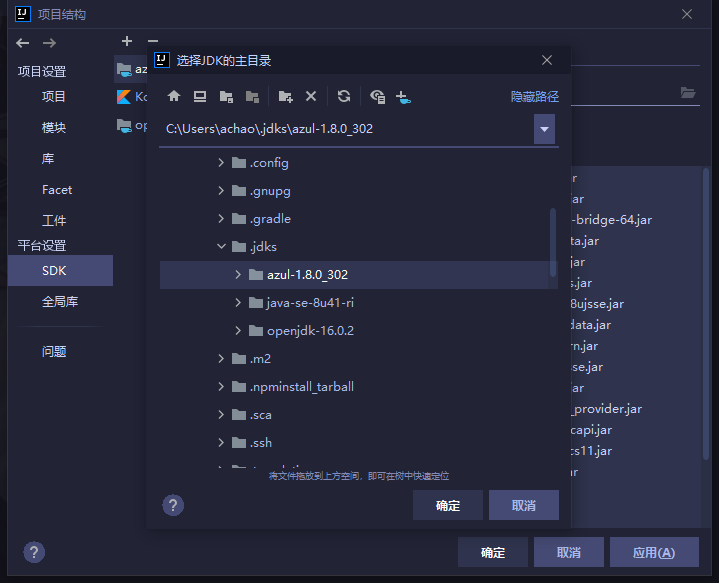 项目结构
项目设置
项目
模块
库
Facet
工件
平台设置
SDK
全局库
问题
az
Ko
op
选择JDK的主目录
隐藏路径
C:\Users\achao\.jdks\azul-1.8.0_302
.config
.gnupg
.gradle
.jdks
azul-1.8.0_302
java-se-8u41-ri
openjdk-16.0.2
.m2
.npminstall_tarball
.sca
.ssh
将文件拖放到上方空间，即可在树中快速定位
?
确定
取消
ar
-bridge-64.jar
ta.jar
jar
s.jar
8ujsse.jar
data.jar
rn.jar
sse.jar
ar
_provider.jar
capi.jar
cs11.jar
ar
?
确定
取消
应用(A)